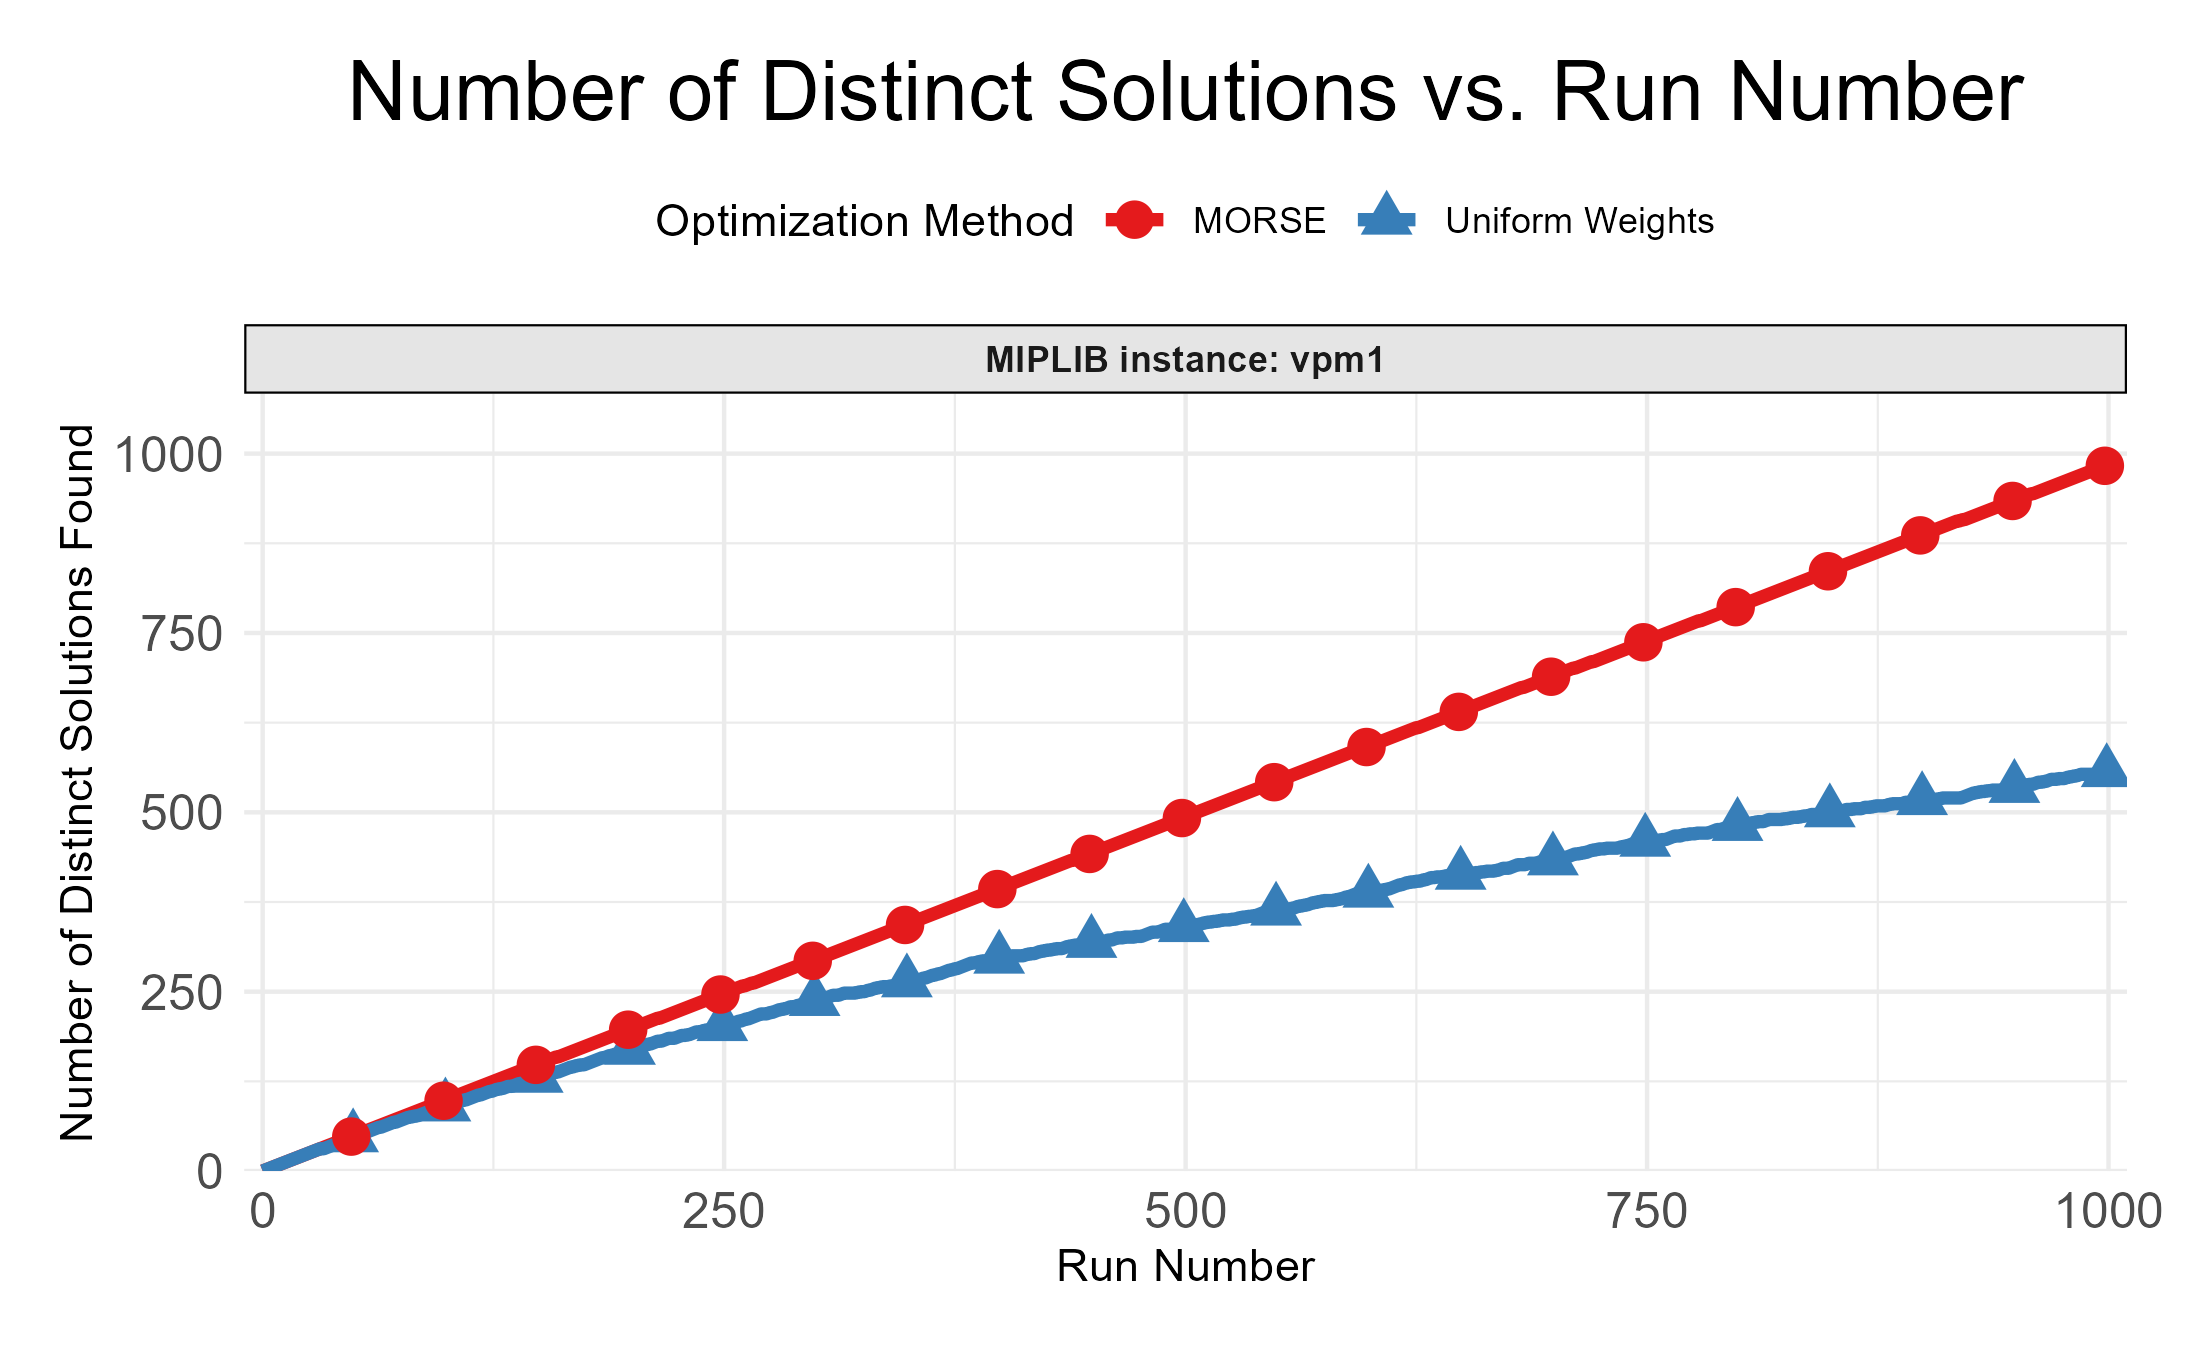 Number of Distinct Solutions vs. Run Number
Optimization Method MORSE Uniform Weights
MIPLIB instance: vpm1
Number of Distinct Solutions Found
1000
750
500
250
0
0 250 500 750 1000
Run Number